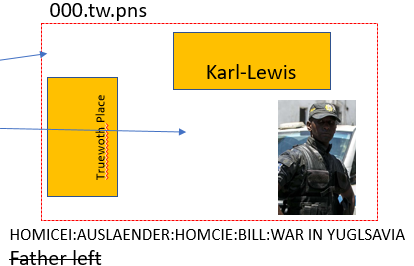 000.tw.pns
Karl-Lewis
Truewoth Place
HOMICEI:AUSLAENDER:HOMCIE:BILL:WAR IN YUGLSAVIA
Father left